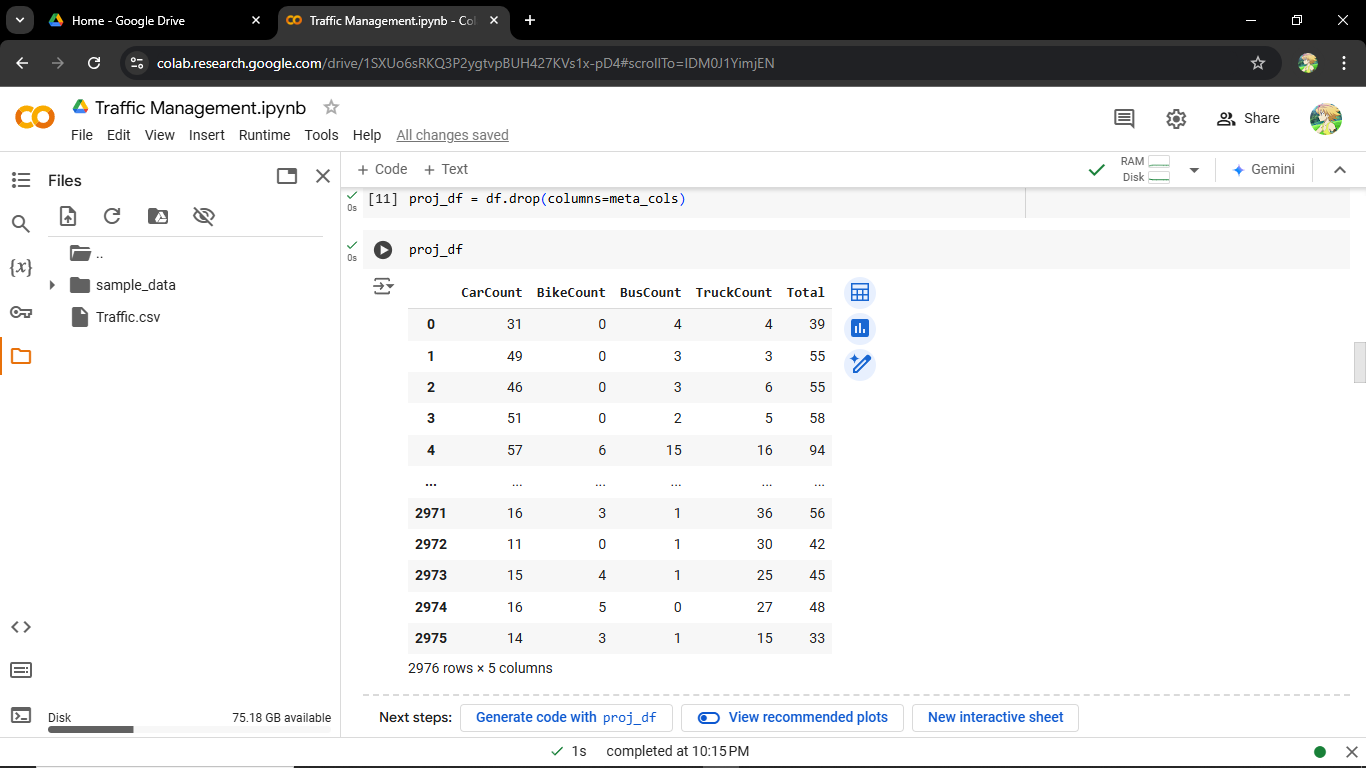 Home - Google Drive
Traffic Management.ipynb - Col
colab.research.google.com/drive/1SXUo6sRKQ3P2ygtvpBUH427KVs1x-pD4#scrollTo=IDM0J1YimjEN
Traffic Management.ipynb
File Edit View Insert Runtime Tools Help All changes saved
Share
Files
+ Code + Text
RAM
Disk
Gemini
..
sample_data
Traffic.csv
Disk 75.18 GB available
0s
[11] proj_df = df.drop(columns=meta_cols)
0s
proj_df
CarCount BikeCount BusCount TruckCount Total
0 31 0 4 4 39
1 49 0 3 3 55
2 46 0 3 6 55
3 51 0 2 5 58
4 57 6 15 16 94
... ... ... ... ... ...
2971 16 3 1 36 56
2972 11 0 1 30 42
2973 15 4 1 25 45
2974 16 5 0 27 48
2975 14 3 1 15 33
2976 rows × 5 columns
Next steps: Generate code with proj_df View recommended plots New interactive sheet
1s completed at 10:15 PM